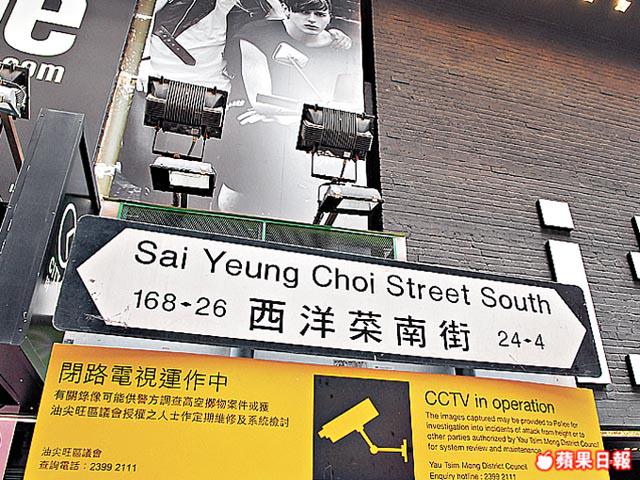 e
.com
Sai Yeung Choi Street South
168-26 西洋菜南街 24-4
閉路電視運作中
有關錄像可能供警方調查高空擲物案件或獲
油尖旺區議會授權之人士作定期維修及系統檢討
油尖旺區議會
查詢電話：2399 2111
CCTV in operation
The images captured may be provided to Police for
investigation into incidents of attack from height or to
other parties authorized by Yau Tsim Mong District Council
for system review and maintenance.
Yau Tsim Mong District Council
Enquiry hotline : 2399 2111
蘋果日報